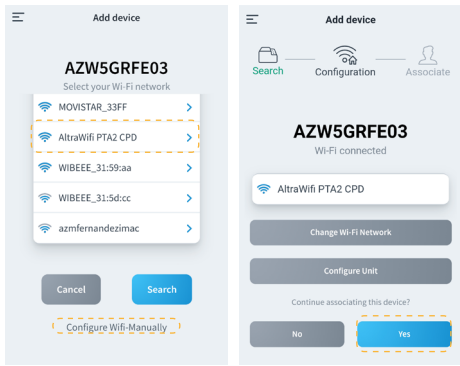 Add device
AZW5GRFE03
Select your Wi-Fi network
MOVISTAR_33FF
AltraWifi PTA2 CPD
WIBEEE_31:59:aa
WIBEEE_31:5d:cc
azmfernandezimac
Cancel
Search
Configure Wifi-Manually
Add device
Search
Configuration
Associate
AZW5GRFE03
Wi-Fi connected
AltraWifi PTA2 CPD
Change Wi-Fi Network
Configure Unit
Continue associating this device?
No
Yes